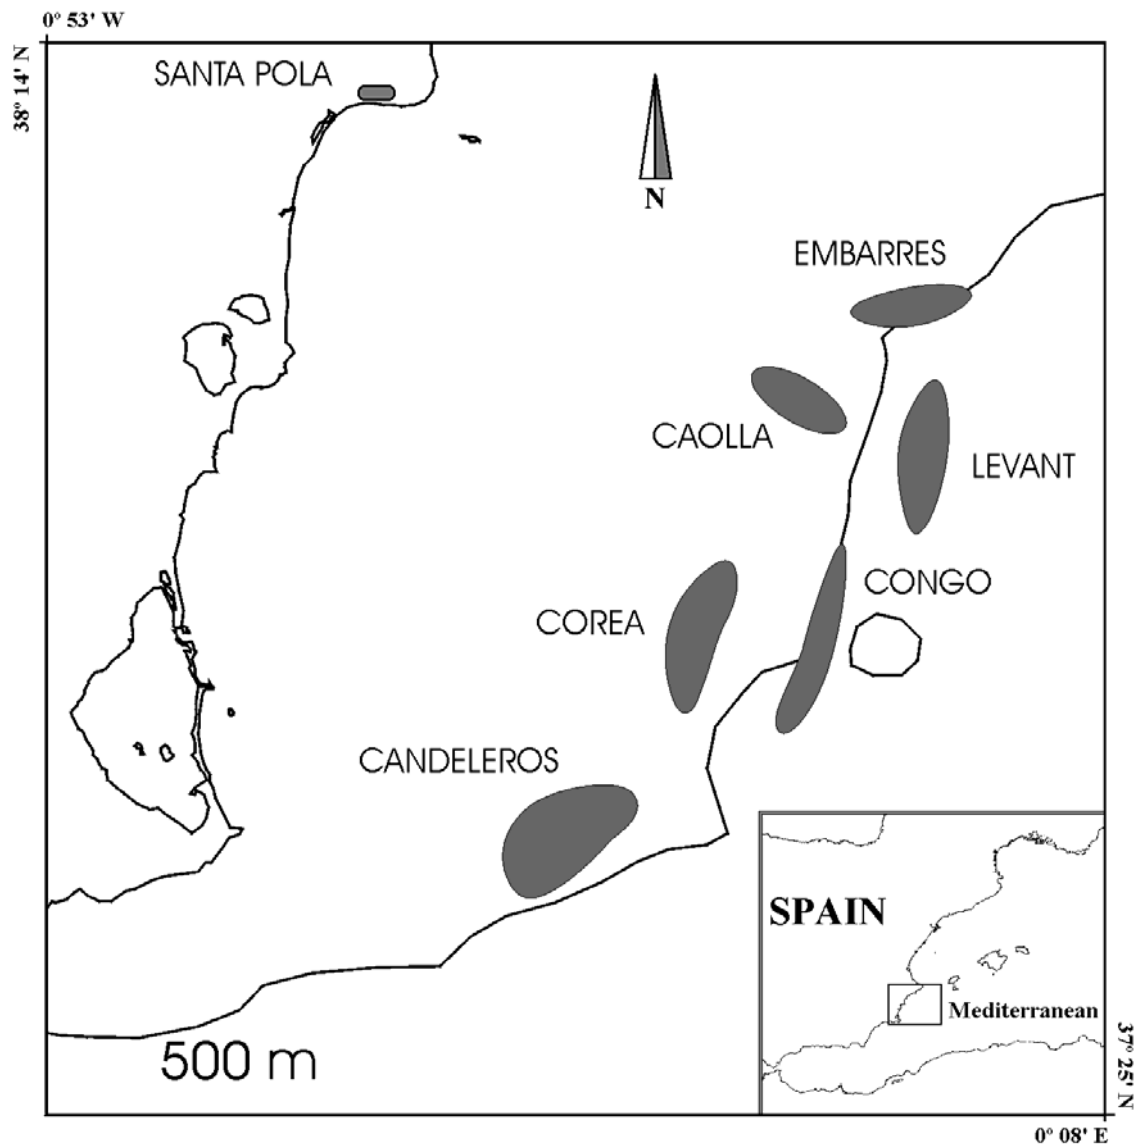 0° 53' W
38° 14' N
SANTA POLA
N
EMBARRES
CAOLLA
LEVANT
CONGO
COREA
CANDELEROS
SPAIN
Mediterranean
500 m
37° 25' N
0° 08' E